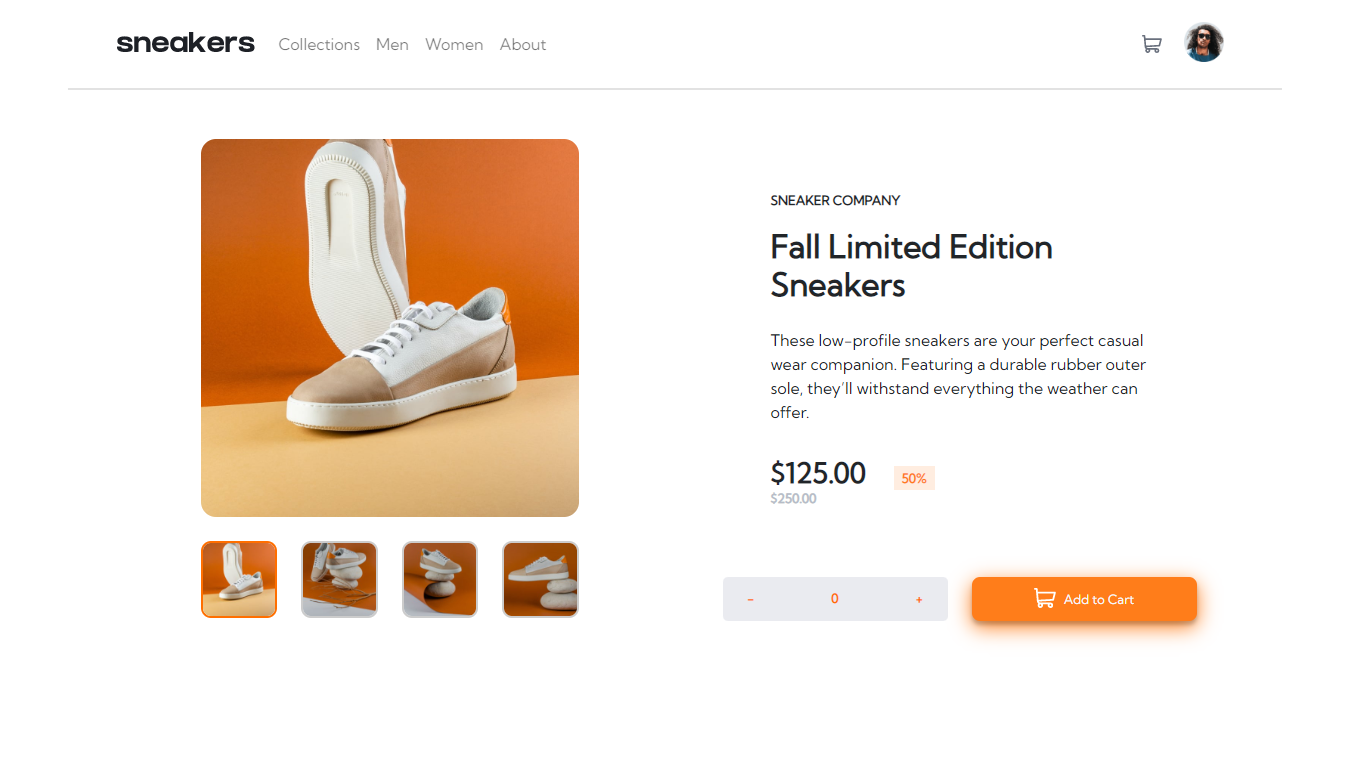 sneakers Collections Men Women About
SNEAKER COMPANY
Fall Limited Edition
Sneakers
These low-profile sneakers are your perfect casual
wear companion. Featuring a durable rubber outer
sole, they'll withstand everything the weather can
offer.
$125.00 50%
$250.00
- 0 + Add to Cart